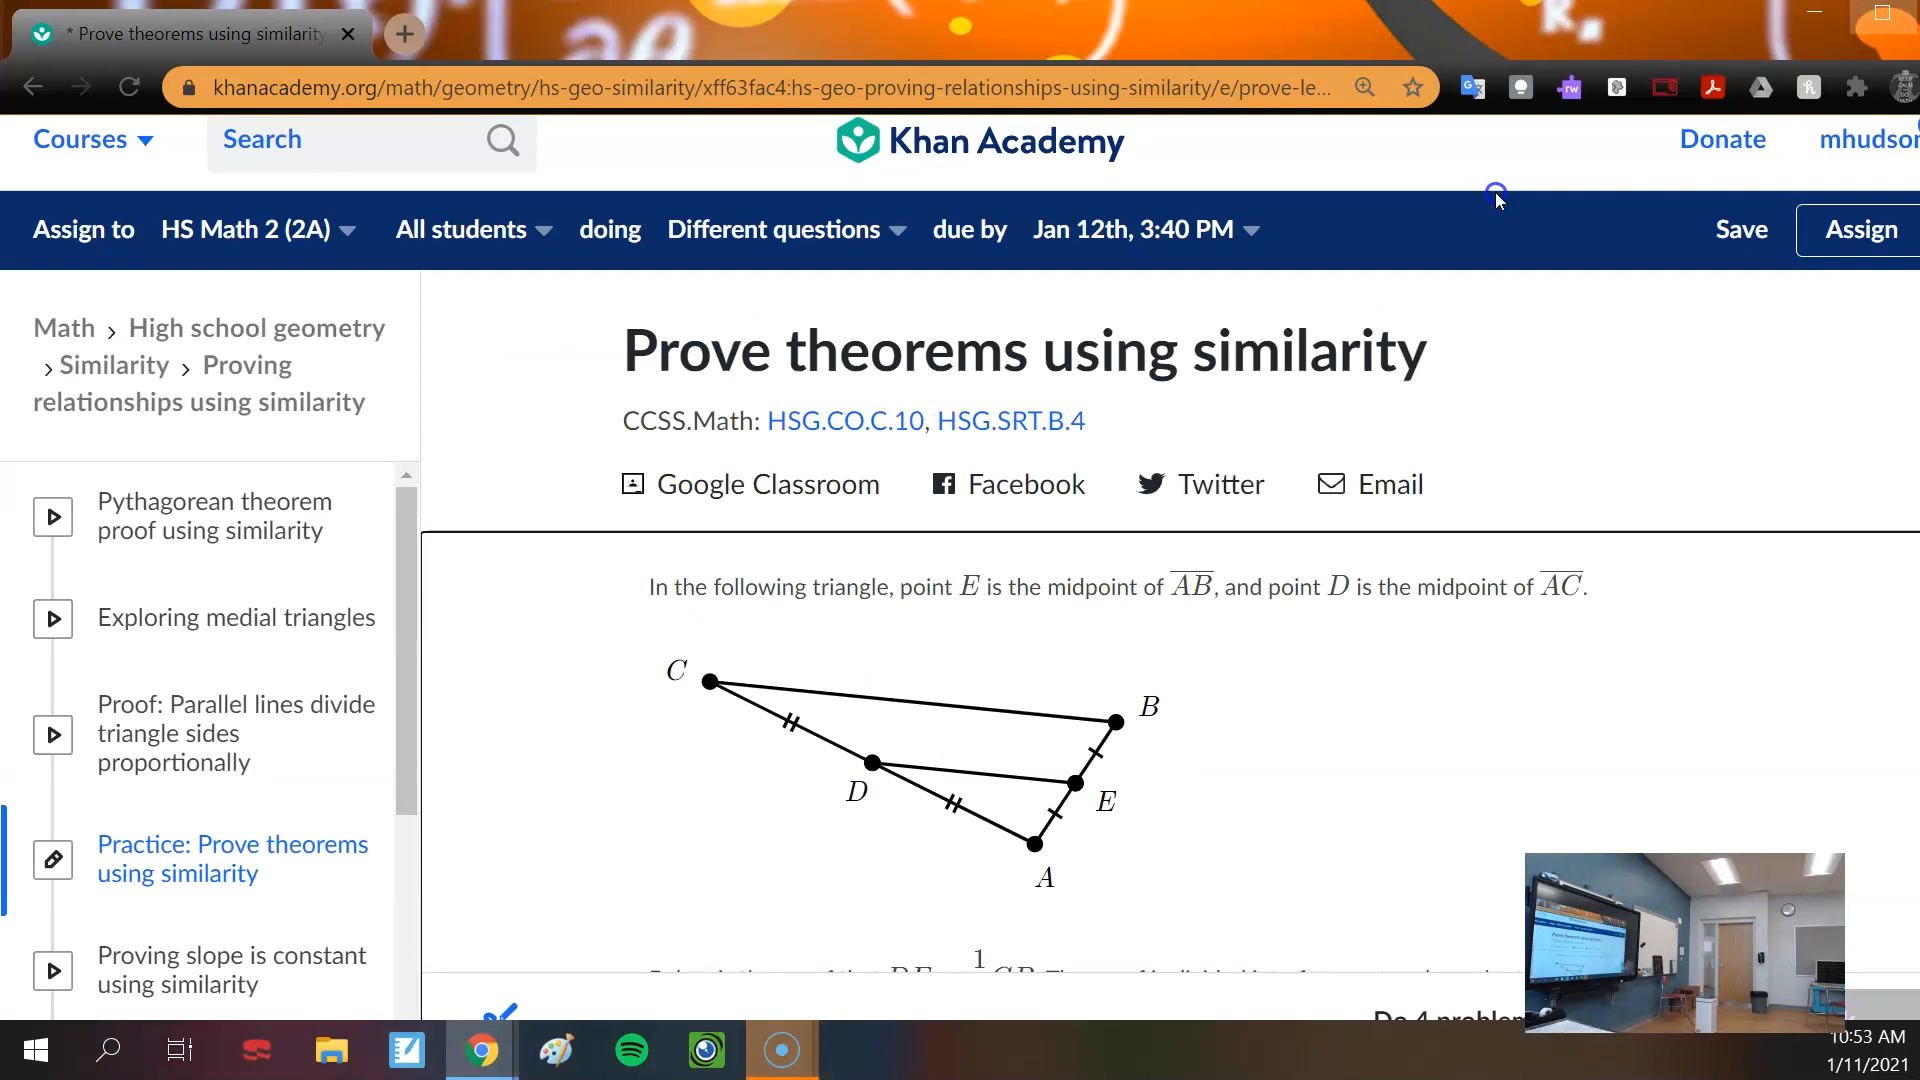 * Prove theorems using similarity
khanacademy.org/math/geometry/hs-geo-similarity/xff63fac4:hs-geo-proving-relationships-using-similarity/e/prove-le...
Courses
Search
Khan Academy
Donate
mhudson
Assign to HS Math 2 (2A) All students doing Different questions due by Jan 12th, 3:40 PM
Save
Assign
Math › High school geometry
› Similarity › Proving
relationships using similarity
Pythagorean theorem
proof using similarity
Exploring medial triangles
Proof: Parallel lines divide
triangle sides
proportionally
Practice: Prove theorems
using similarity
Proving slope is constant
using similarity
Prove theorems using similarity
CCSS.Math: HSG.CO.C.10, HSG.SRT.B.4
Google Classroom Facebook Twitter Email
In the following triangle, point E is the midpoint of AB, and point D is the midpoint of AC.
C
B
D
E
A
1
Do 4 problem
10:53 AM
1/11/2021